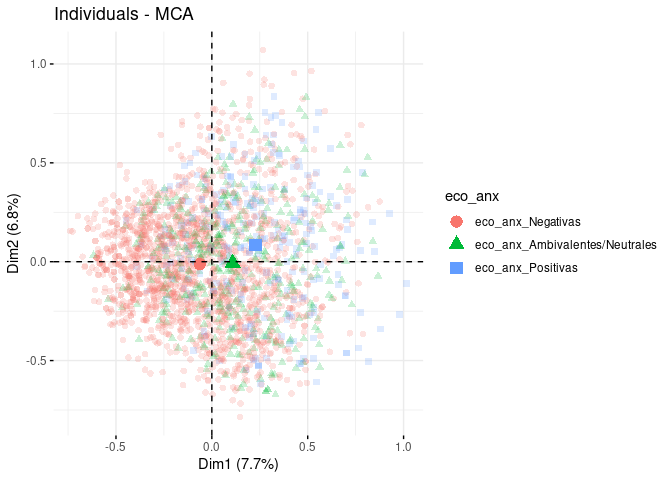 Individuals - MCA
1.0
0.5
0.0
-0.5
Dim2 (6.8%)
-0.5
0.0
0.5
1.0
Dim1 (7.7%)
eco_anx
eco_anx_Negativas
eco_anx_Ambivalentes/Neutrales
eco_anx_Positivas